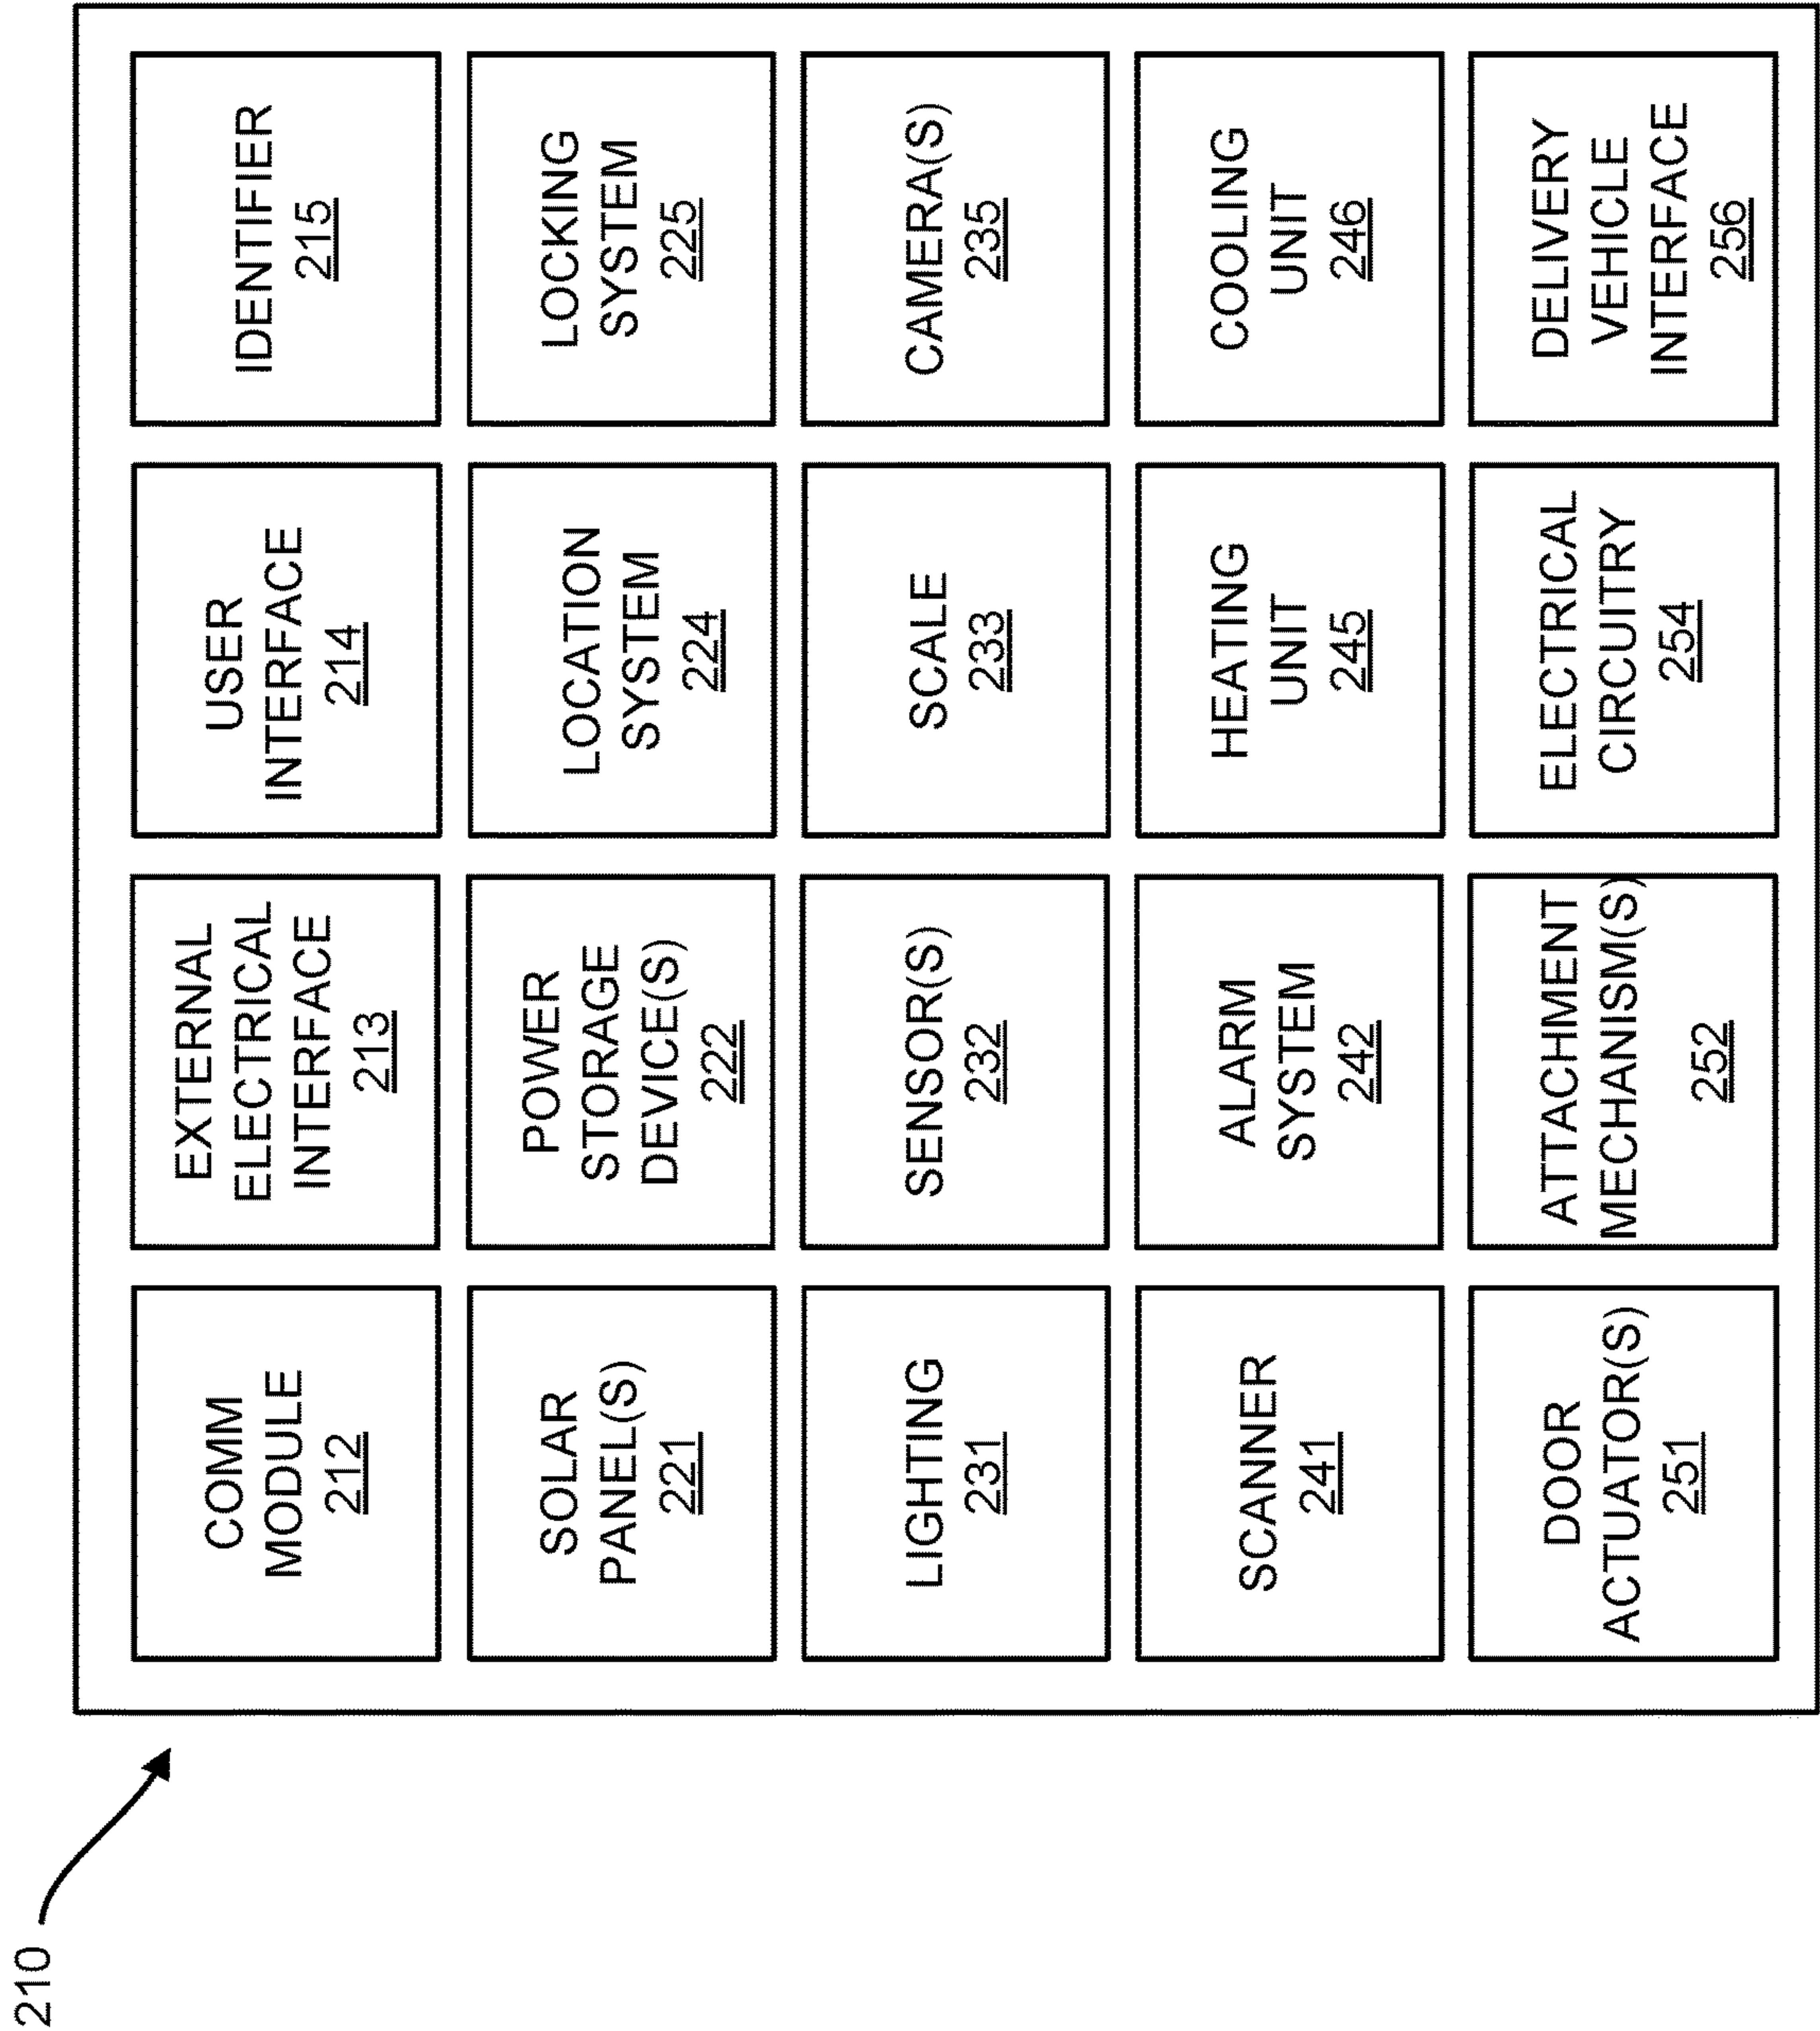 210
COMM
MODULE
212
EXTERNAL
ELECTRICAL
INTERFACE
213
USER
INTERFACE
214
IDENTIFIER
215
SOLAR
PANEL(S)
221
POWER
STORAGE
DEVICE(S)
222
LOCATION
SYSTEM
224
LOCKING
SYSTEM
225
LIGHTING
231
SENSOR(S)
232
SCALE
233
CAMERA(S)
235
SCANNER
241
ALARM
SYSTEM
242
HEATING
UNIT
245
COOLING
UNIT
246
DOOR
ACTUATOR(S)
251
ATTACHMENT
MECHANISM(S)
252
ELECTRICAL
CIRCUITRY
254
DELIVERY
VEHICLE
INTERFACE
256